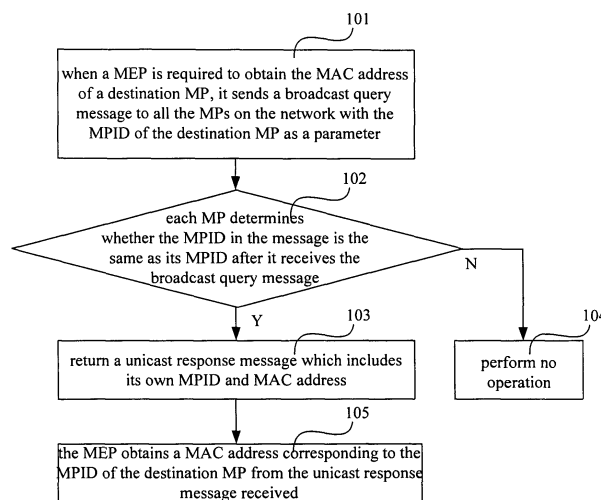 101
when a MEP is required to obtain the MAC address
of a destination MP, it sends a broadcast query
message to all the MPs on the network with the
MPID of the destination MP as a parameter
102
each MP determines
whether the MPID in the message is the
same as its MPID after it receives the
broadcast query message
N
Y
103
return a unicast response message which includes
its own MPID and MAC address
104
perform no
operation
105
the MEP obtains a MAC address corresponding to the
MPID of the destination MP from the unicast response
message received